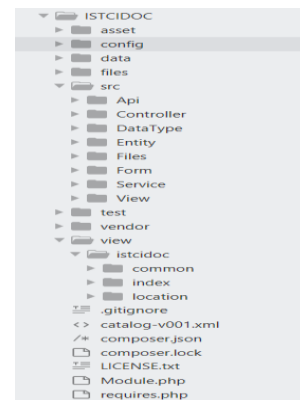 ISTCIDOC
asset
config
data
files
src
Api
Controller
DataType
Entity
Files
Form
Service
View
test
vendor
view
istcidoc
common
index
location
.gitignore
<> catalog-v001.xml
/* composer.json
composer.lock
LICENSE.txt
Module.php
requires.php